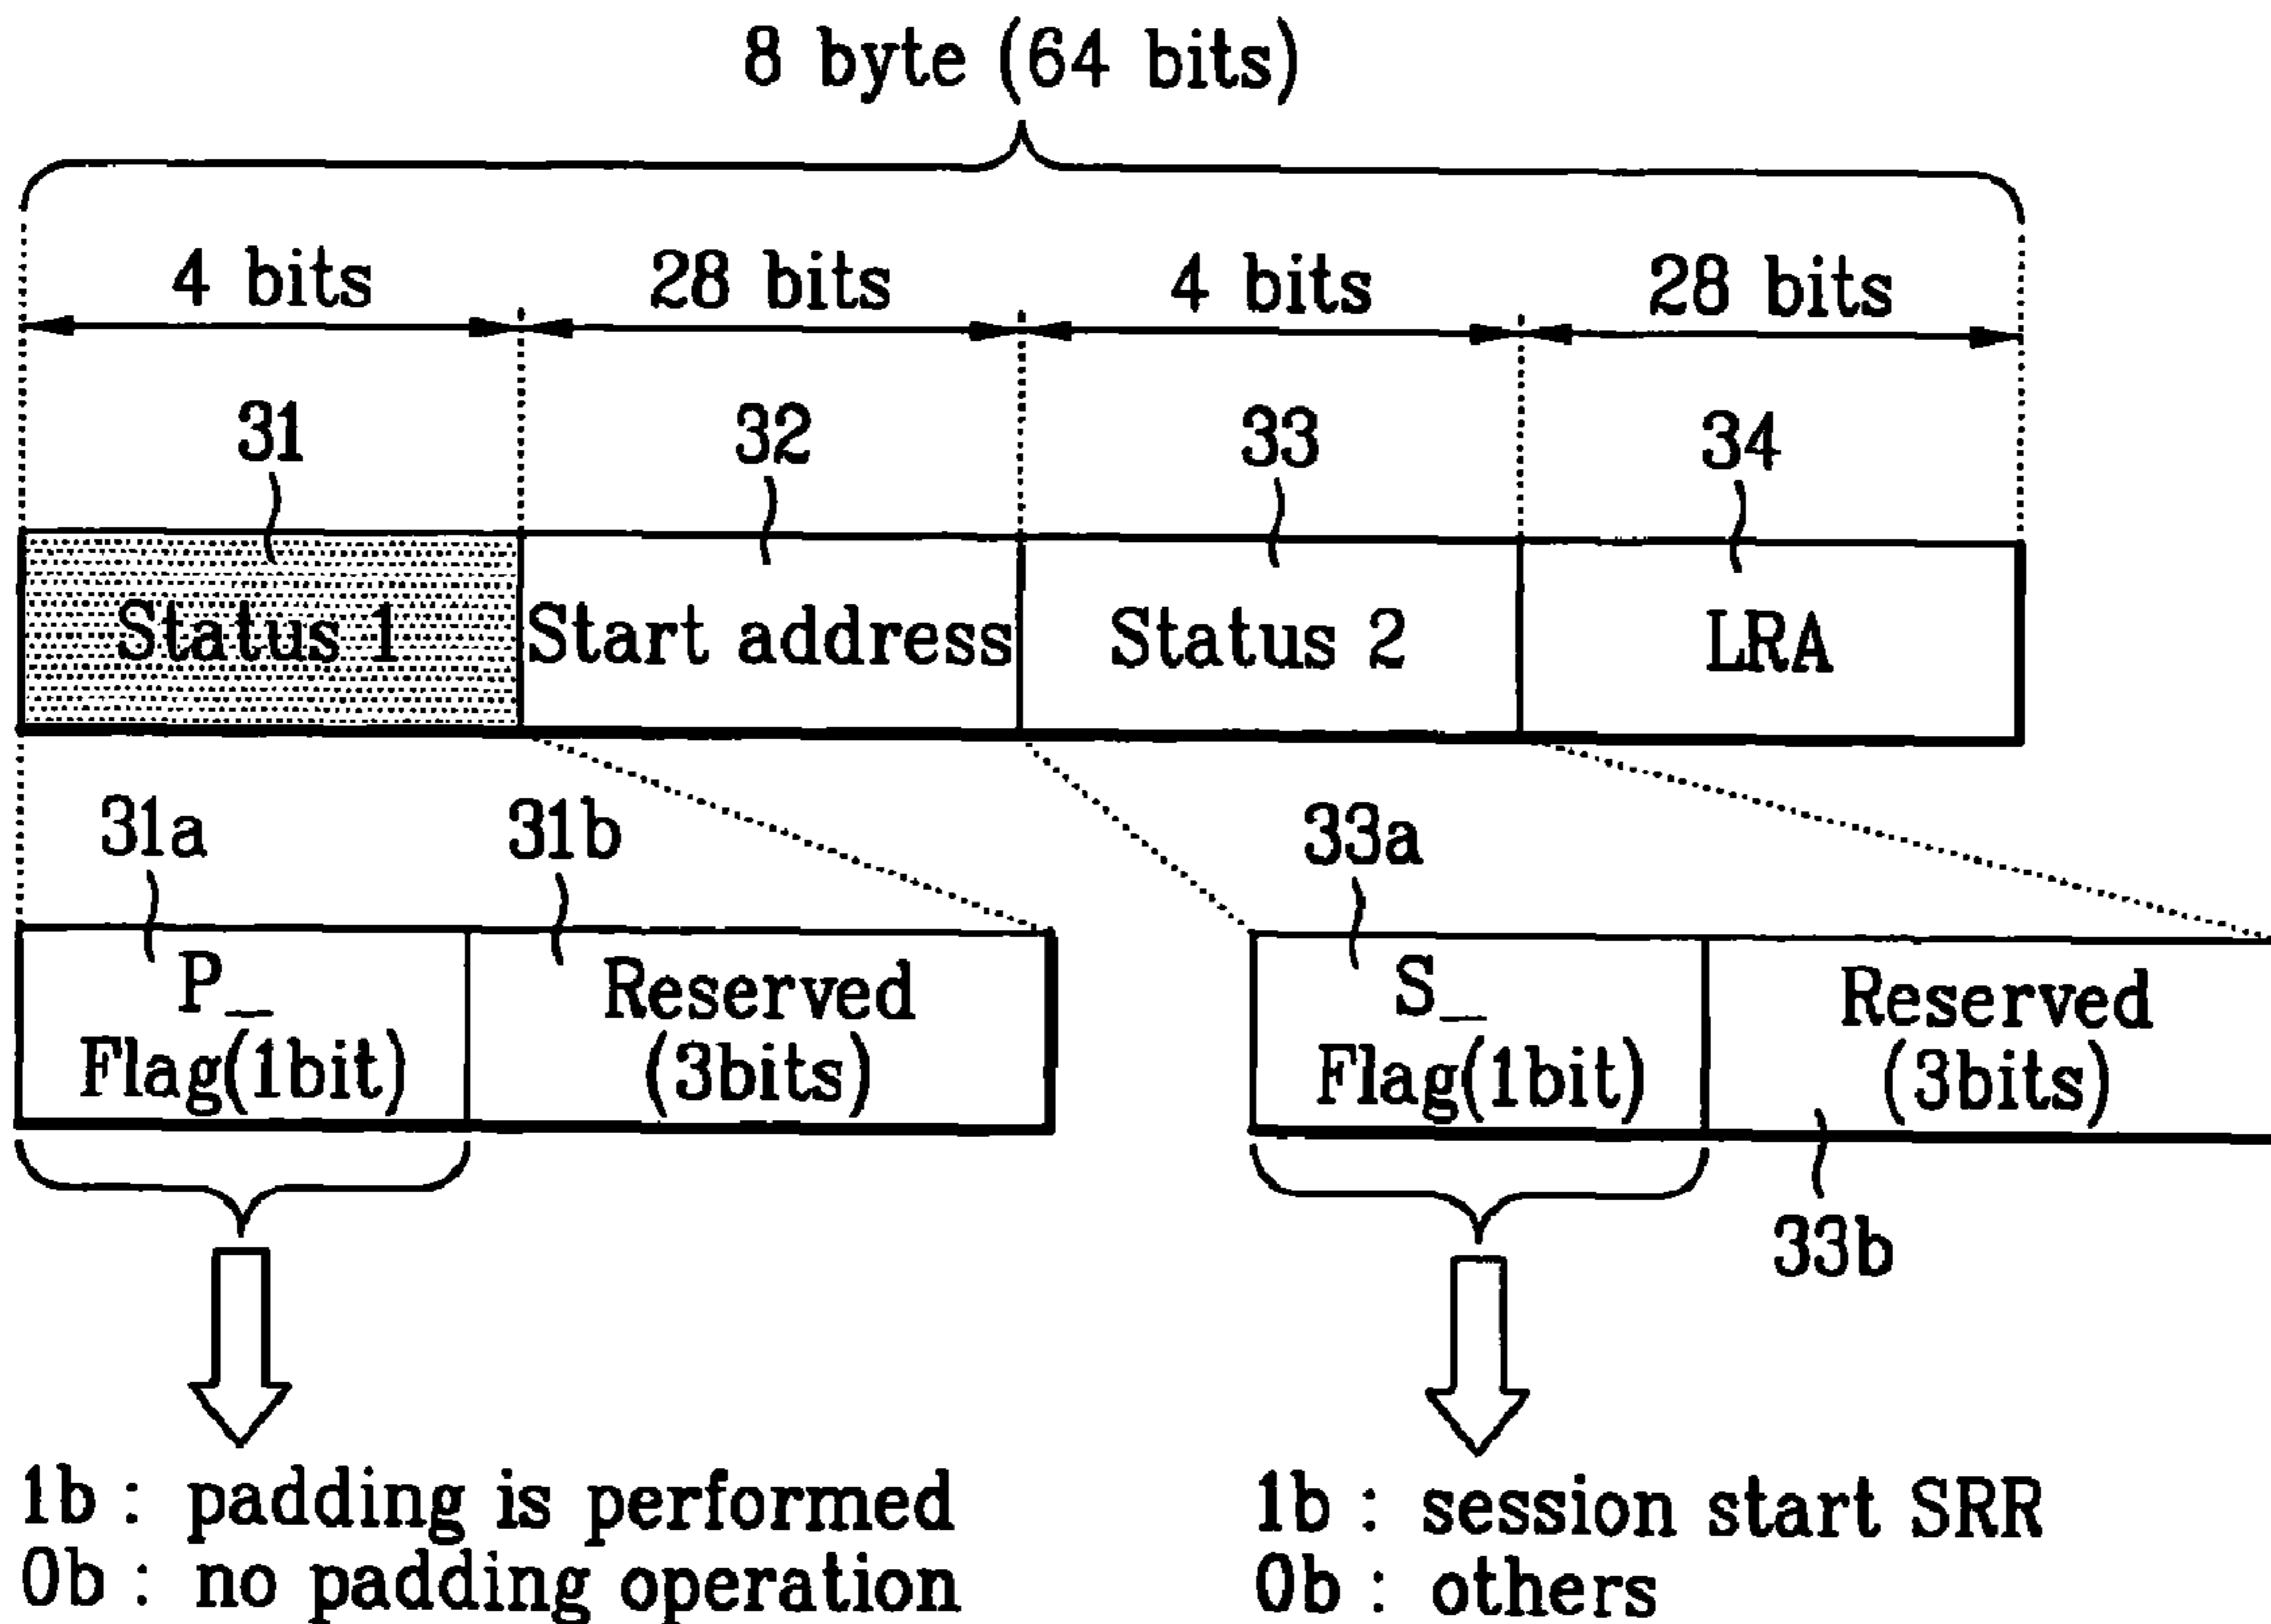 8 byte (64 bits)
4 bits 28 bits 4 bits 28 bits
31 32 33 34
Status 1 Start address Status 2 LRA
31a 31b 33a
P_ Reserved S_ Reserved
Flag(1bit) (3bits) Flag(1bit) (3bits)
33b
1b : padding is performed 1b : session start SRR
0b : no padding operation 0b : others